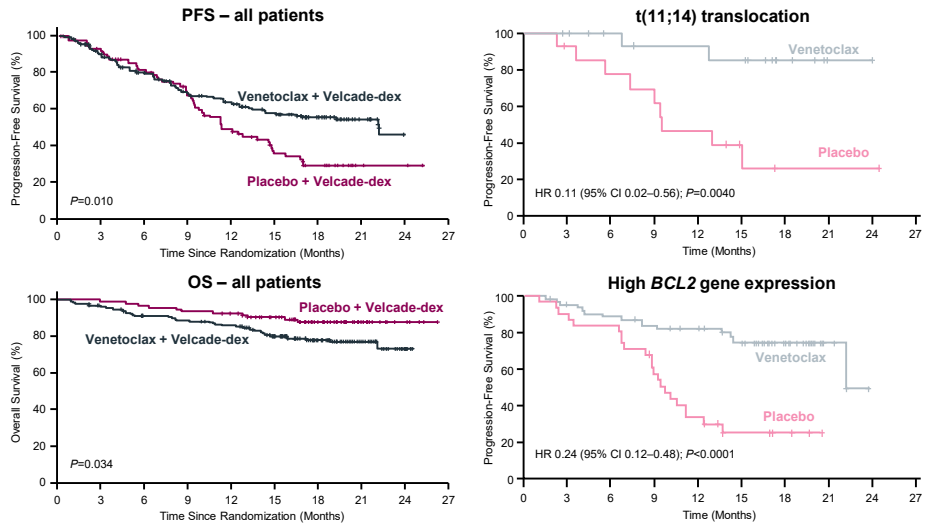 PFS – all patients
Progression-Free Survival (%)
100
80
60
40
20
0
Venetoclax + Velcade-dex
Placebo + Velcade-dex
P=0.010
0 3 6 9 12 15 18 21 24 27
Time Since Randomization (Months)
t(11;14) translocation
Progression-Free Survival (%)
100
80
60
40
20
0
Venetoclax
Placebo
HR 0.11 (95% CI 0.02–0.56); P=0.0040
0 3 6 9 12 15 18 21 24 27
Time (Months)
OS – all patients
Overall Survival (%)
100
80
60
40
20
0
Placebo + Velcade-dex
Venetoclax + Velcade-dex
P=0.034
0 3 6 9 12 15 18 21 24 27
Time Since Randomization (Months)
High BCL2 gene expression
Progression-Free Survival (%)
100
80
60
40
20
0
Venetoclax
Placebo
HR 0.24 (95% CI 0.12–0.48); P<0.0001
0 3 6 9 12 15 18 21 24 27
Time (Months)